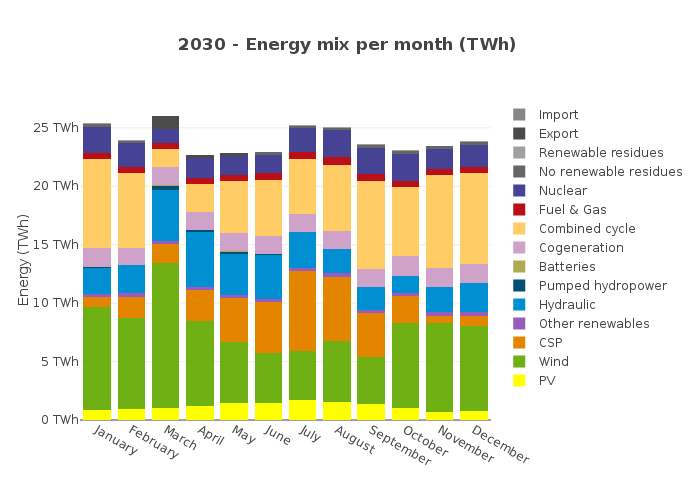 2030 - Energy mix per month (TWh)
Energy (TWh)
25 TWh
20 TWh
15 TWh
10 TWh
5 TWh
0 TWh
January
February
March
April
May
June
July
August
September
October
November
December
Import
Export
Renewable residues
No renewable residues
Nuclear
Fuel & Gas
Combined cycle
Cogeneration
Batteries
Pumped hydropower
Hydraulic
Other renewables
CSP
Wind
PV